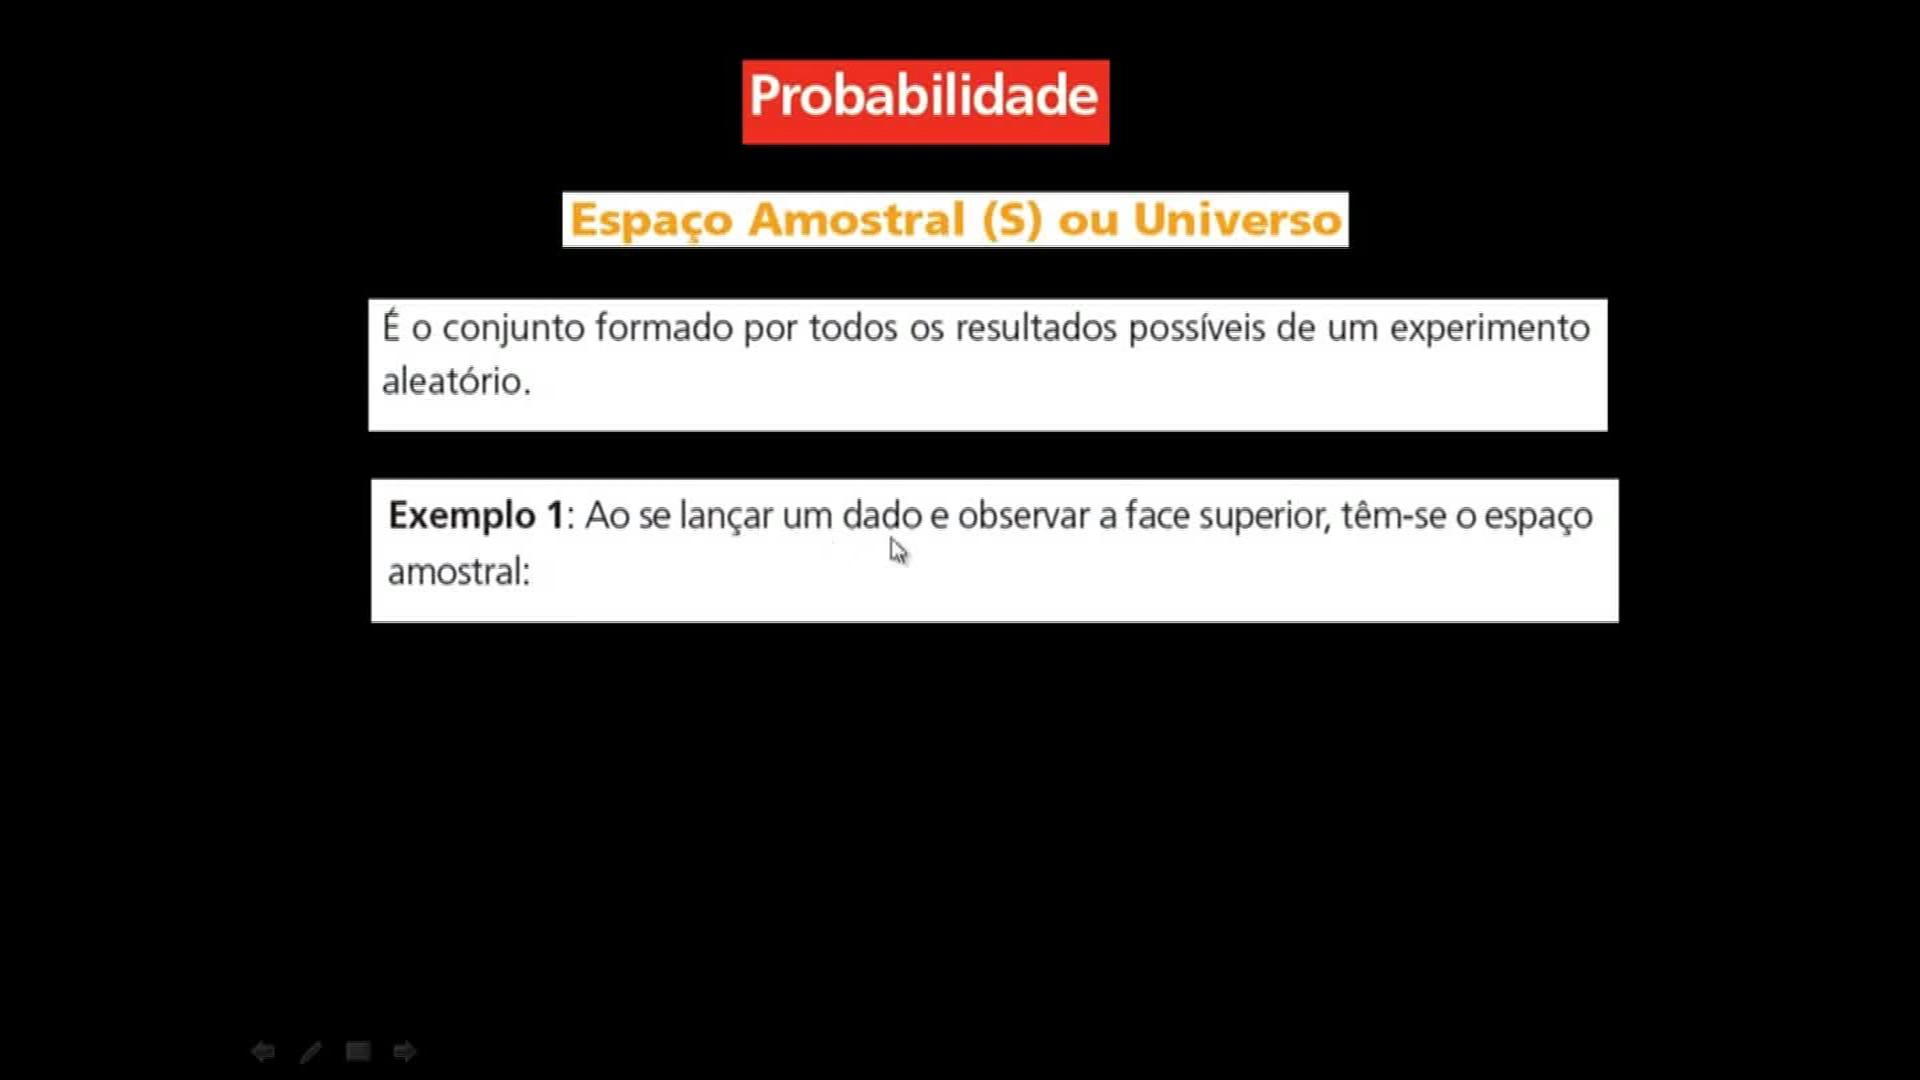 Probabilidade
Espaço Amostral (S) ou Universo
É o conjunto formado por todos os resultados possíveis de um experimento
aleatório.
Exemplo 1: Ao se lançar um dado e observar a face superior, têm-se o espaço
amostral: